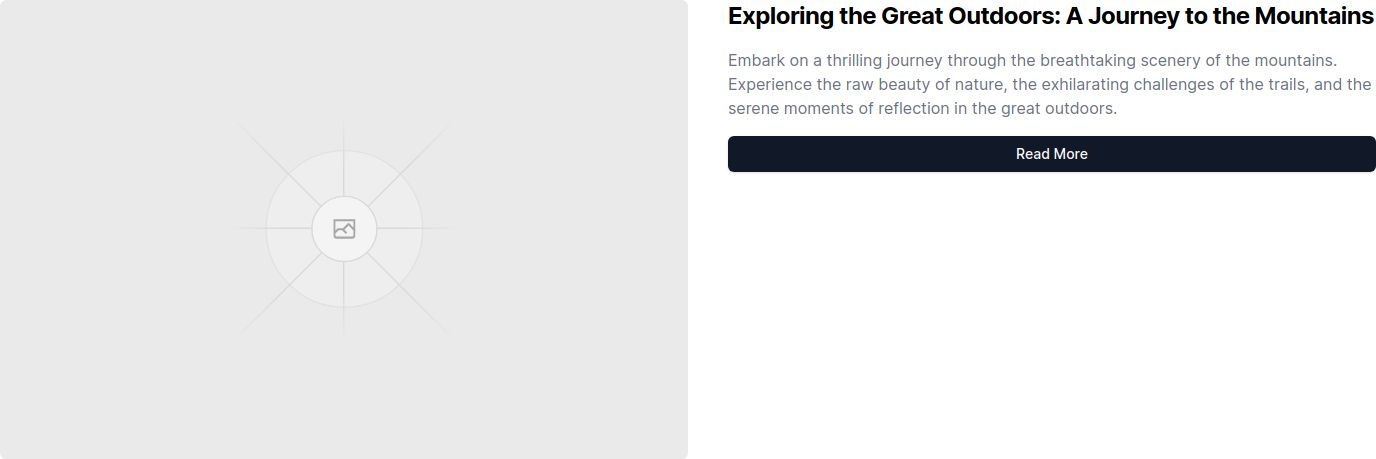 Exploring the Great Outdoors: A Journey to the Mountains
Embark on a thrilling journey through the breathtaking scenery of the mountains.
Experience the raw beauty of nature, the exhilarating challenges of the trails, and the
serene moments of reflection in the great outdoors.
Read More